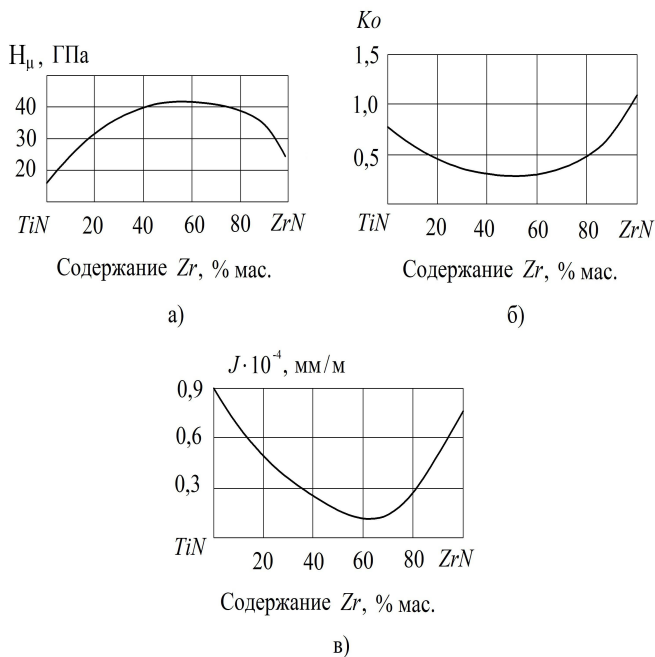 Hμ, ГПа
40
30
20
TiN 20 40 60 80 ZrN
Содержание Zr, % мас.
а)
Ko
1,5
1,0
0,5
TiN 20 40 60 80 ZrN
Содержание Zr, % мас.
б)
J·10⁻⁴, мм/м
0,9
0,6
0,3
TiN 20 40 60 80 ZrN
Содержание Zr, % мас.
в)